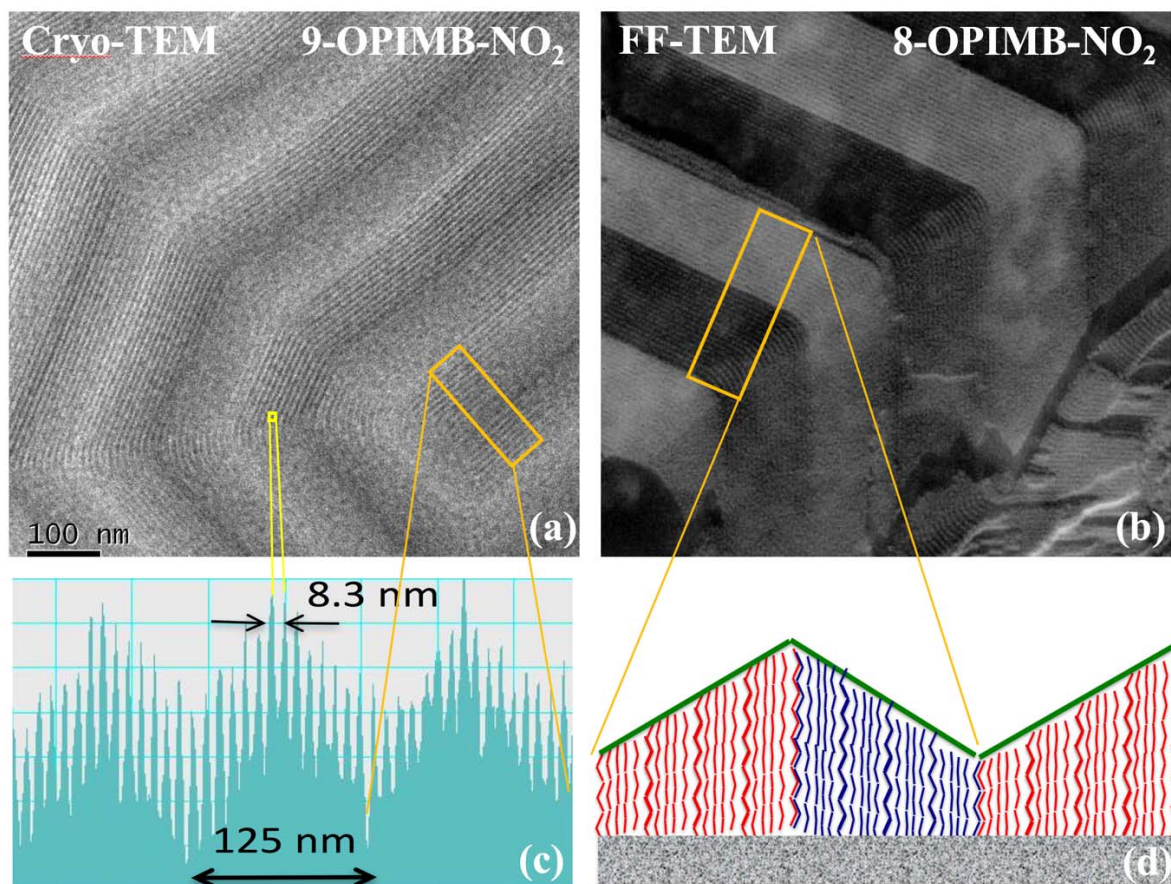 Cryo-TEM 9-OPIMB-NO₂
FF-TEM 8-OPIMB-NO₂
100 nm
(a)
(b)
8.3 nm
125 nm
(c)
(d)